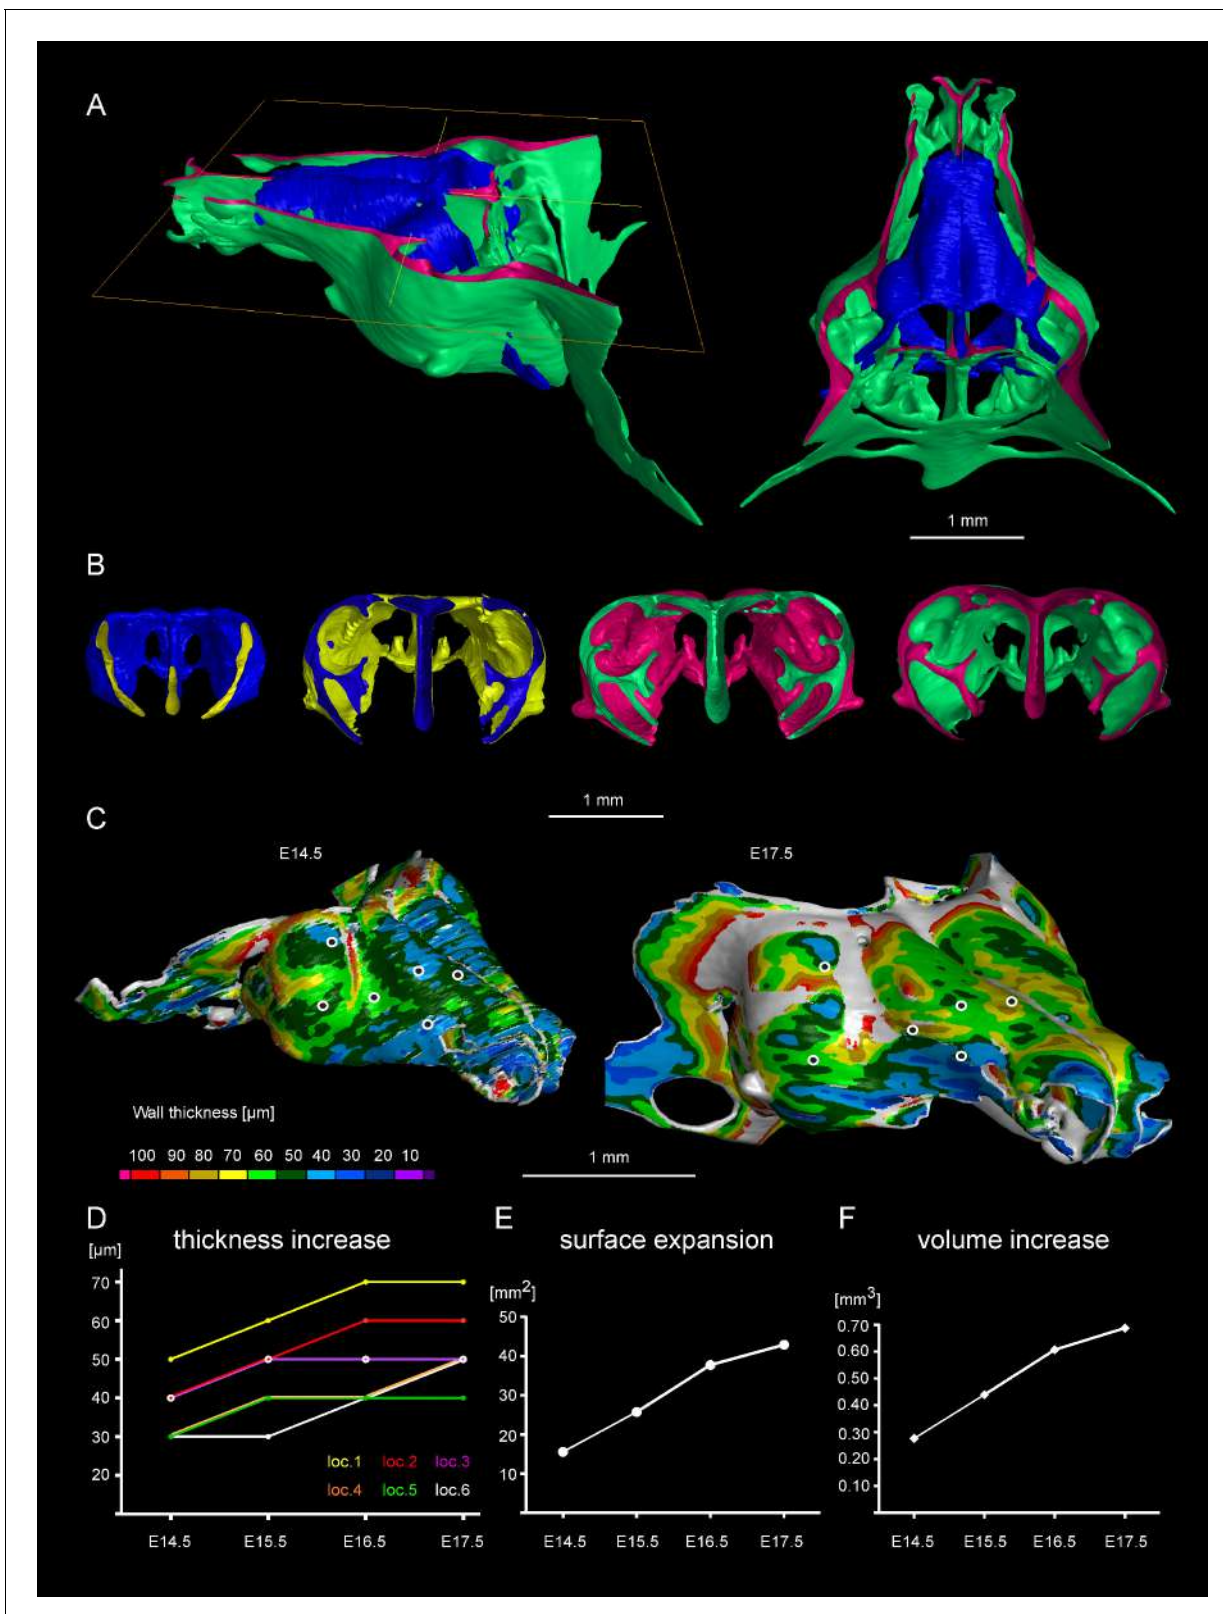 A
1 mm
B
1 mm
C
E14.5
E17.5
Wall thickness [µm]
100 90 80 70 60 50 40 30 20 10
1 mm
D
thickness increase
[µm]
70
60
50
40
30
20
loc.1 loc.2 loc.3
loc.4 loc.5 loc.6
E14.5 E15.5 E16.5 E17.5
E
surface expansion
[mm2]
50
40
30
20
10
E14.5 E15.5 E16.5 E17.5
F
volume increase
[mm3]
0.70
0.60
0.50
0.40
0.30
0.20
0.10
E14.5 E15.5 E16.5 E17.5